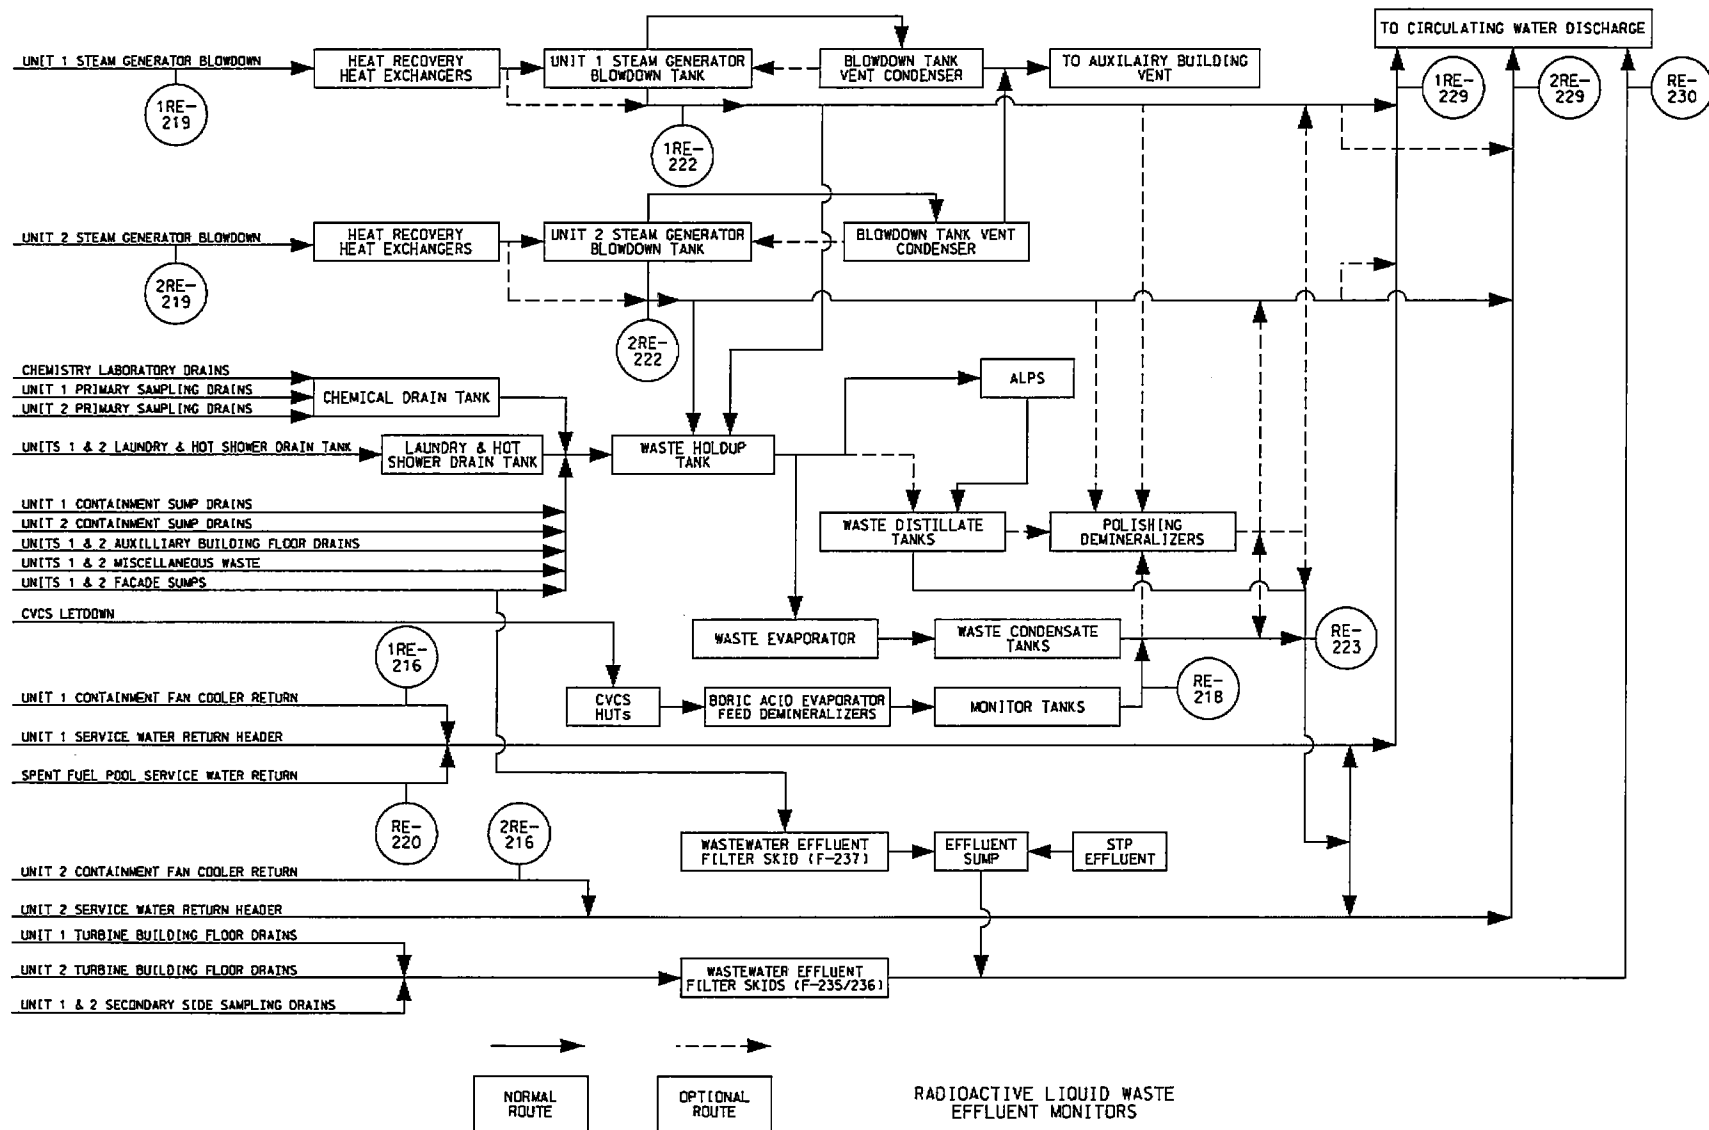 TO CIRCULATING WATER DISCHARGE
UNIT 1 STEAM GENERATOR BLOWDOWN
HEAT RECOVERY
HEAT EXCHANGERS
UNIT 1 STEAM GENERATOR
BLOWDOWN TANK
BLOWDOWN TANK
VENT CONDENSER
TO AUXILAIRY BUILDING
VENT
1RE-
229
2RE-
229
RE-
230
1RE-
219
1RE-
222
UNIT 2 STEAM GENERATOR BLOWDOWN
HEAT RECOVERY
HEAT EXCHANGERS
UNIT 2 STEAM GENERATOR
BLOWDOWN TANK
BLOWDOWN TANK VENT
CONDENSER
2RE-
219
2RE-
222
CHEMISTRY LABORATORY DRAINS
UNIT 1 PRIMARY SAMPLING DRAINS
UNIT 2 PRIMARY SAMPLING DRAINS
CHEMICAL DRAIN TANK
ALPS
UNITS 1 & 2 LAUNDRY & HOT SHOWER DRAIN TANK
LAUNDRY & HOT
SHOWER DRAIN TANK
WASTE HOLDUP
TANK
UNIT 1 CONTAINMENT SUMP DRAINS
UNIT 2 CONTAINMENT SUMP DRAINS
UNITS 1 & 2 AUXILLIARY BUILDING FLOOR DRAINS
UNITS 1 & 2 MISCELLANEOUS WASTE
UNITS 1 & 2 FACADE SUMPS
WASTE DISTILLATE
TANKS
POLISHING
DEMINERALIZERS
CVCS LETDOWN
WASTE EVAPORATOR
WASTE CONDENSATE
TANKS
RE-
223
1RE-
216
UNIT 1 CONTAINMENT FAN COOLER RETURN
CVCS
HUTs
BORIC ACID EVAPORATOR
FEED DEMINERALIZERS
MONITOR TANKS
RE-
218
UNIT 1 SERVICE WATER RETURN HEADER
SPENT FUEL POOL SERVICE WATER RETURN
RE-
220
2RE-
216
WASTEWATER EFFLUENT
FILTER SKID (F-237)
EFFLUENT
SUMP
STP
EFFLUENT
UNIT 2 CONTAINMENT FAN COOLER RETURN
UNIT 2 SERVICE WATER RETURN HEADER
UNIT 1 TURBINE BUILDING FLOOR DRAINS
UNIT 2 TURBINE BUILDING FLOOR DRAINS
UNIT 1 & 2 SECONDARY SIDE SAMPLING DRAINS
WASTEWATER EFFLUENT
FILTER SKIDS (F-235/236)
NORMAL
ROUTE
OPTIONAL
ROUTE
RADIOACTIVE LIQUID WASTE
EFFLUENT MONITORS